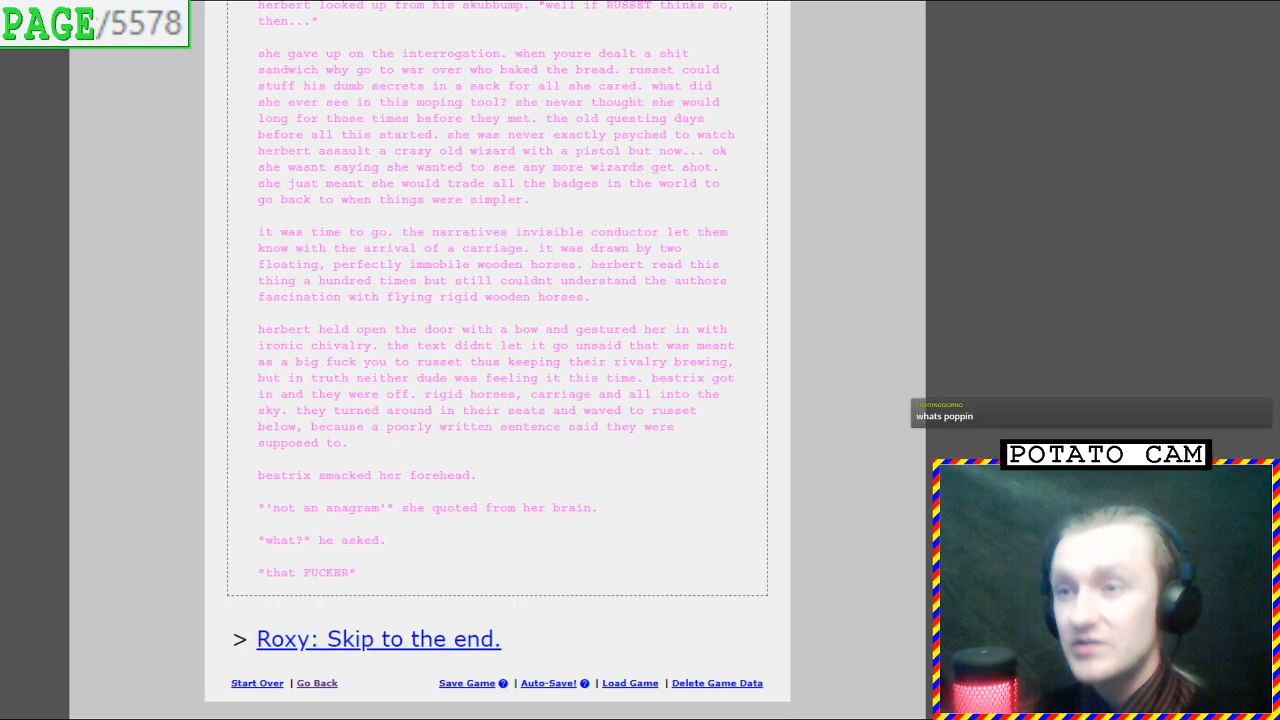 PAGE/5578
herbert looked up from his skubbump. "well if RUSSET thinks so,
then..."
she gave up on the interrogation. when youre dealt a shit
sandwich why go to war over who baked the bread. russet could
stuff his dumb secrets in a sack for all she cared. what did
she ever see in this moping tool? she never thought she would
long for those times before they met. the old questing days
before all this started. she was never exactly psyched to watch
herbert assault a crazy old wizard with a pistol but now... ok
she wasnt saying she wanted to see any more wizards get shot.
she just meant she would trade all the badges in the world to
go back to when things were simpler.
it was time to go. the narratives invisible conductor let them
know with the arrival of a carriage. it was drawn by two
floating, perfectly immobile wooden horses. herbert read this
thing a hundred times but still couldnt understand the authors
fascination with flying rigid wooden horses.
herbert held open the door with a bow and gestured her in with
ironic chivalry. the text didnt let it go unsaid that was meant
as a big fuck you to russet thus keeping their rivalry brewing,
but in truth neither dude was feeling it this time. beatrix got
in and they were off. rigid horses, carriage and all into the
sky. they turned around in their seats and waved to russet
below, because a poorly written sentence said they were
supposed to.
beatrix smacked her forehead.
"'not an anagram'" she quoted from her brain.
"what?" he asked.
"that FUCKER"
> Roxy: Skip to the end.
Start Over | Go Back
Save Game ? | Auto-Save! ? | Load Game | Delete Game Data
whats poppin
POTATO CAM